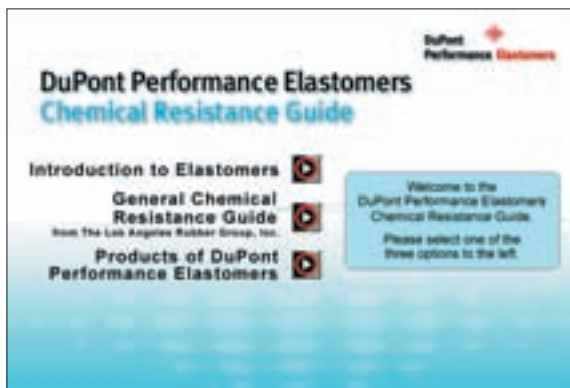 DuPont
Performance Elastomers
DuPont Performance Elastomers
Chemical Resistance Guide
Introduction to Elastomers
General Chemical
Resistance Guide
from The Los Angeles Rubber Group, Inc.
Products of DuPont
Performance Elastomers
Welcome to the
DuPont Performance Elastomers
Chemical Resistance Guide
Please select one of the
three options to the left.